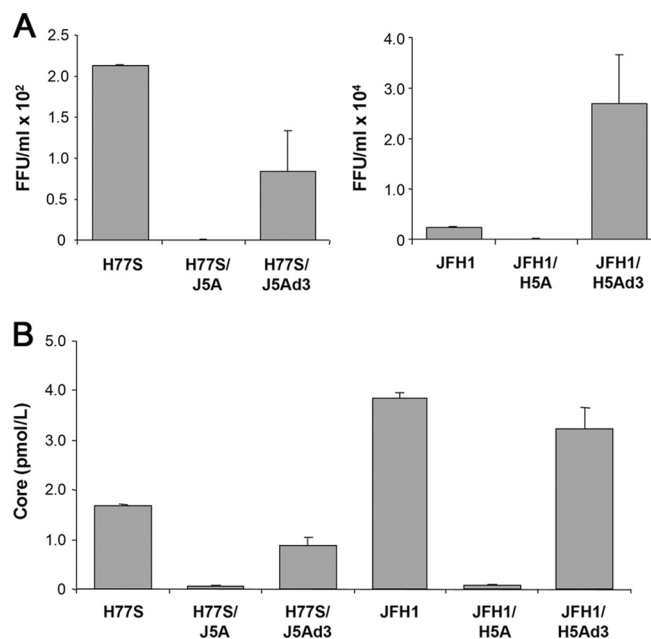 A
FFU/ml x 10²
2.5
2.0
1.5
1.0
0.5
0
H77S
H77S/
J5A
H77S/
J5Ad3
FFU/ml x 10⁴
4.0
3.0
2.0
1.0
0
JFH1
JFH1/
H5A
JFH1/
H5Ad3
B
Core (pmol/L)
5.0
4.0
3.0
2.0
1.0
0
H77S
H77S/
J5A
H77S/
J5Ad3
JFH1
JFH1/
H5A
JFH1/
H5Ad3